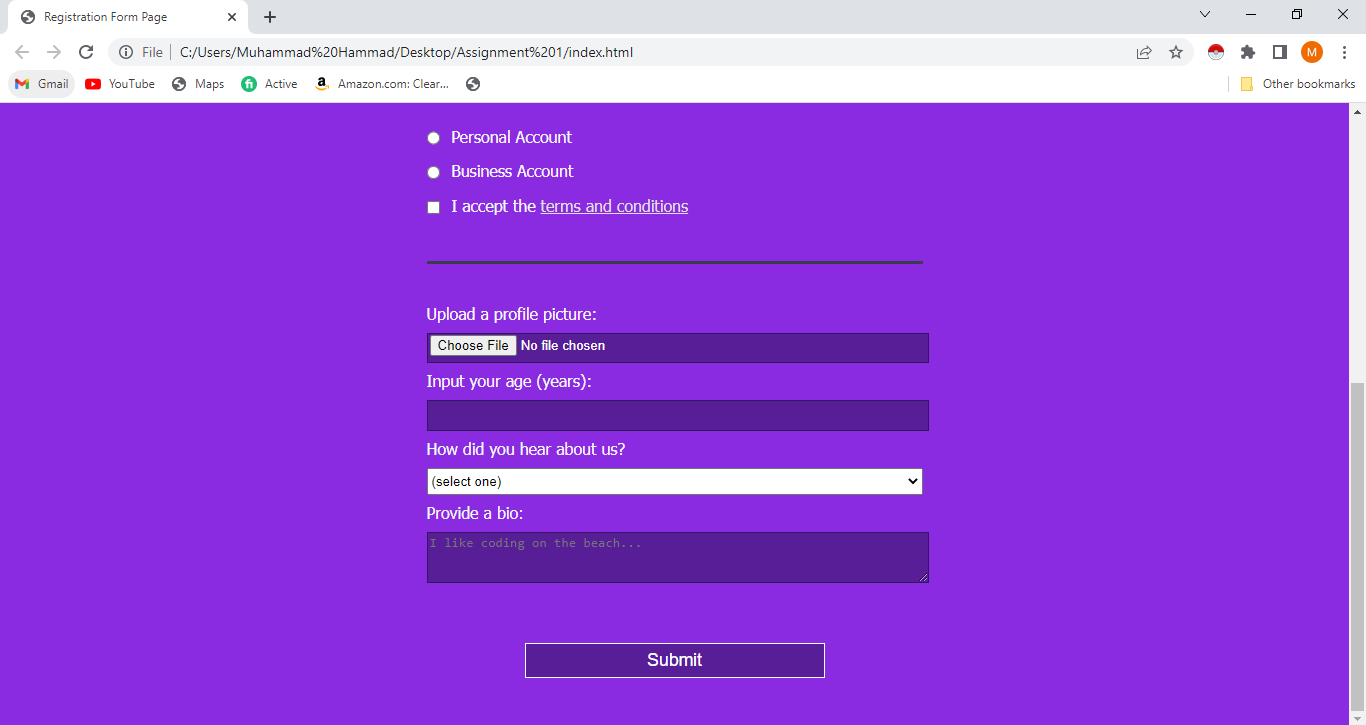 Registration Form Page
File C:/Users/Muhammad%20Hammad/Desktop/Assignment%201/index.html
M
Gmail YouTube Maps fi Active a Amazon.com: Clear... Other bookmarks
Personal Account
Business Account
I accept the terms and conditions
Upload a profile picture:
Choose File No file chosen
Input your age (years):
How did you hear about us?
(select one)
Provide a bio:
I like coding on the beach...
Submit